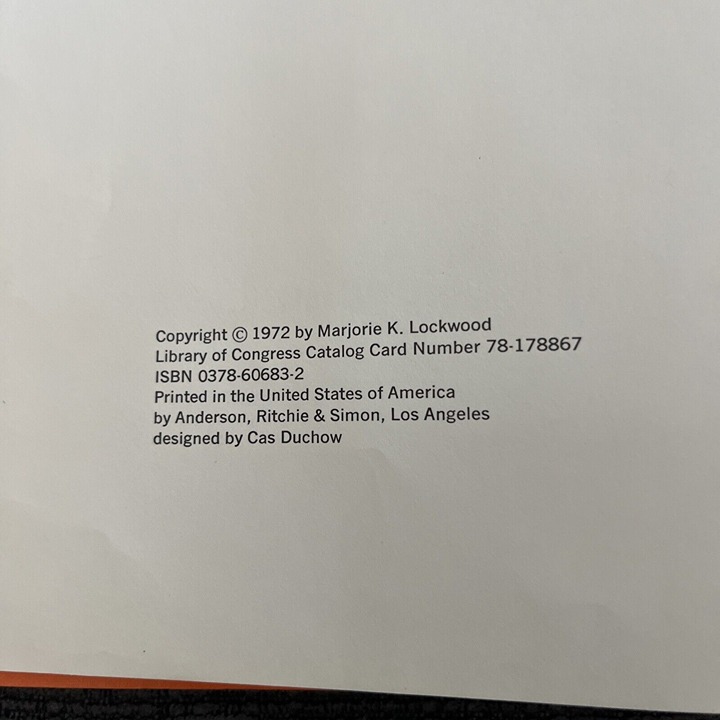 Copyright © 1972 by Marjorie K. Lockwood
Library of Congress Catalog Card Number 78-178867
ISBN 0378-60683-2
Printed in the United States of America
by Anderson, Ritchie & Simon, Los Angeles
designed by Cas Duchow